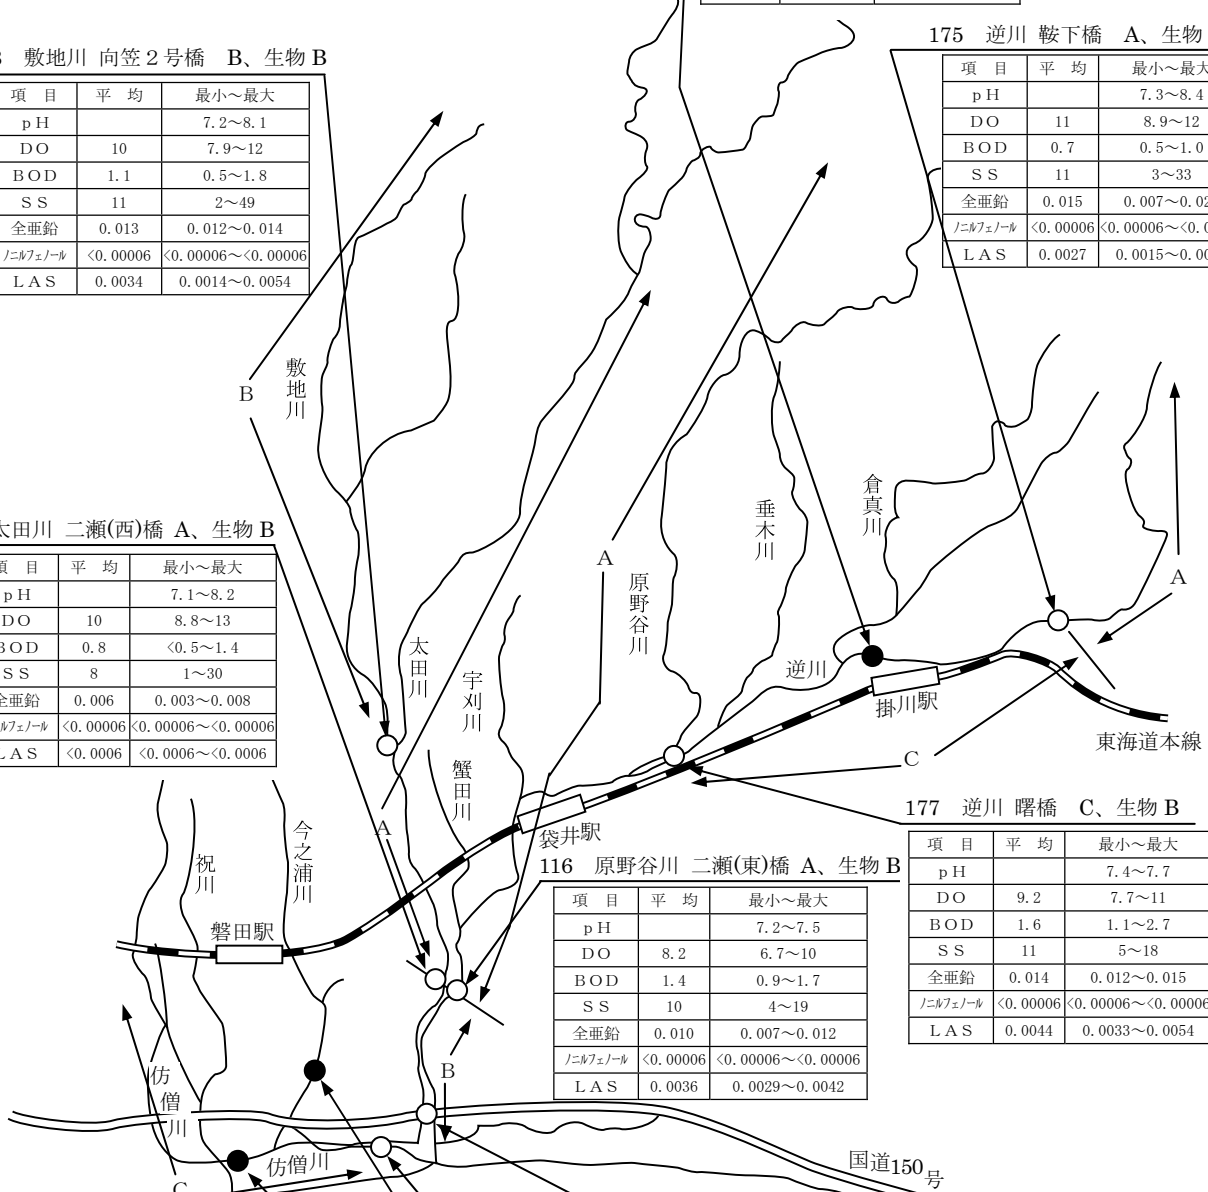 175 逆川 鞍下橋 A、生物
項 目 平 均 最小～最大
ｐＨ 7.3～8.4
ＤＯ 11 8.9～12
ＢＯＤ 0.7 0.5～1.0
ＳＳ 11 3～33
全亜鉛 0.015 0.007～0.02
ﾉﾆﾙﾌｪﾉｰﾙ <0.00006 <0.00006～<0.0
ＬＡＳ 0.0027 0.0015～0.00
敷地川 向笠２号橋 B、生物 B
項 目 平 均 最小～最大
ｐＨ 7.2～8.1
ＤＯ 10 7.9～12
ＢＯＤ 1.1 0.5～1.8
ＳＳ 11 2～49
全亜鉛 0.013 0.012～0.014
ﾉﾆﾙﾌｪﾉｰﾙ <0.00006 <0.00006～<0.00006
ＬＡＳ 0.0034 0.0014～0.0054
B
敷地川
太田川 二瀬(西)橋 A、生物 B
項 目 平 均 最小～最大
ｐＨ 7.1～8.2
ＤＯ 10 8.8～13
ＢＯＤ 0.8 <0.5～1.4
ＳＳ 8 1～30
全亜鉛 0.006 0.003～0.008
ﾙﾌｪﾉｰﾙ <0.00006 <0.00006～<0.00006
ＬＡＳ <0.0006 <0.0006～<0.0006
垂木川
倉真川
A
原野谷川
A
太田川
宇刈川
逆川
掛川駅
東海道本線
C
蟹田川
A
袋井駅
177 逆川 曙橋 C、生物 B
項 目 平 均 最小～最大
ｐＨ 7.4～7.7
ＤＯ 9.2 7.7～11
ＢＯＤ 1.6 1.1～2.7
ＳＳ 11 5～18
全亜鉛 0.014 0.012～0.015
ﾉﾆﾙﾌｪﾉｰﾙ <0.00006 <0.00006～<0.00006
ＬＡＳ 0.0044 0.0033～0.0054
116 原野谷川 二瀬(東)橋 A、生物 B
項 目 平 均 最小～最大
ｐＨ 7.2～7.5
ＤＯ 8.2 6.7～10
ＢＯＤ 1.4 0.9～1.7
ＳＳ 10 4～19
全亜鉛 0.010 0.007～0.012
ﾉﾆﾙﾌｪﾉｰﾙ <0.00006 <0.00006～<0.00006
ＬＡＳ 0.0036 0.0029～0.0042
今之浦川
祝川
磐田駅
B
仿僧川
仿僧川
国道150号
C